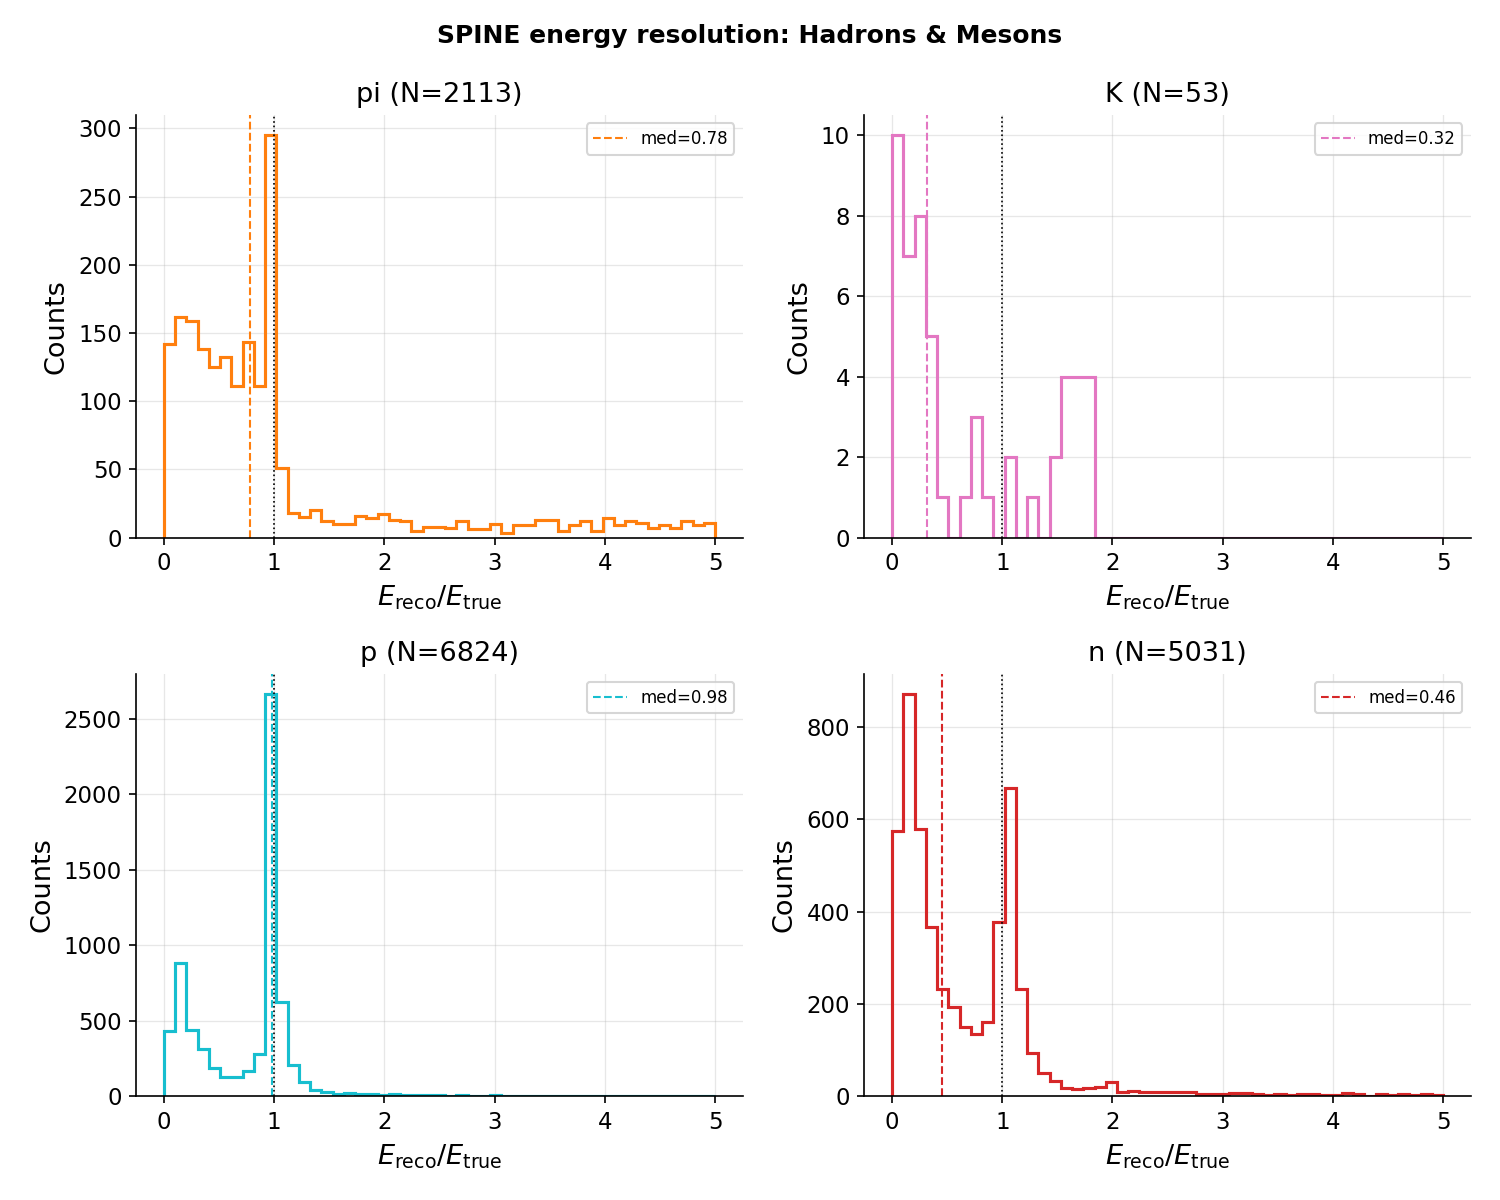 SPINE energy resolution: Hadrons & Mesons
pi (N=2113)
300
250
200
150
100
50
0
Counts
med=0.78
0 1 2 3 4 5
E_reco/E_true
K (N=53)
10
8
6
4
2
0
Counts
med=0.32
0 1 2 3 4 5
E_reco/E_true
p (N=6824)
2500
2000
1500
1000
500
0
Counts
med=0.98
0 1 2 3 4 5
E_reco/E_true
n (N=5031)
800
600
400
200
0
Counts
med=0.46
0 1 2 3 4 5
E_reco/E_true